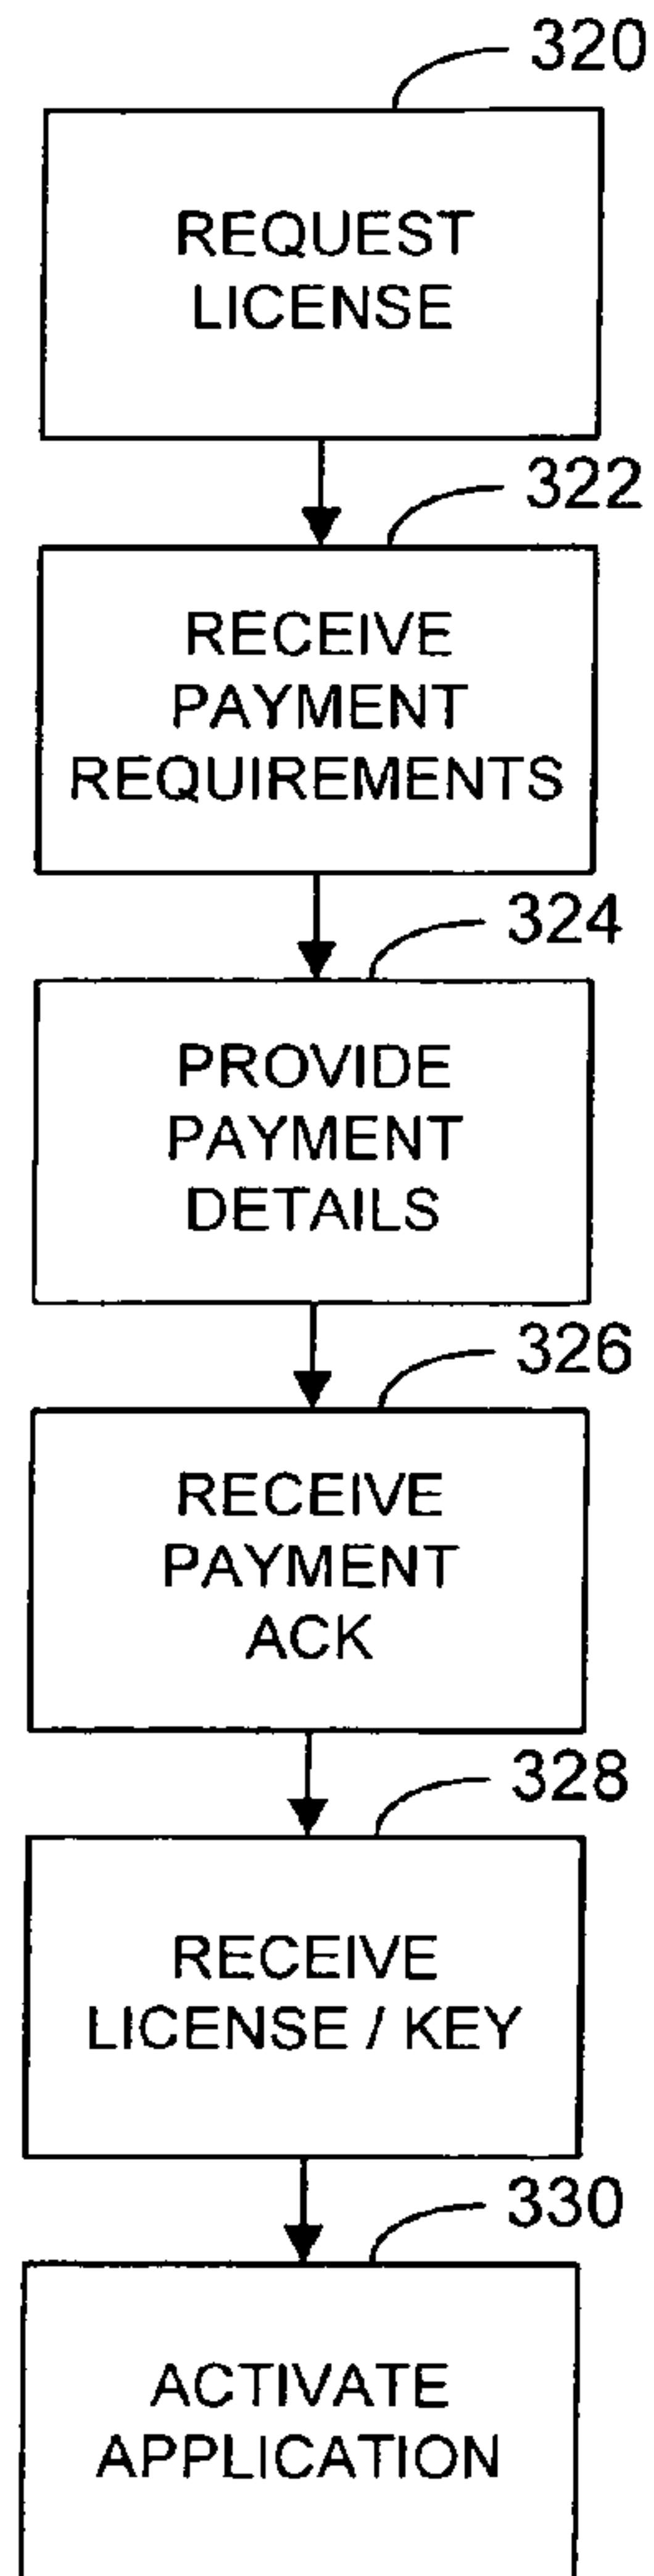 320
REQUEST
LICENSE
322
RECEIVE
PAYMENT
REQUIREMENTS
324
PROVIDE
PAYMENT
DETAILS
326
RECEIVE
PAYMENT
ACK
328
RECEIVE
LICENSE / KEY
330
ACTIVATE
APPLICATION